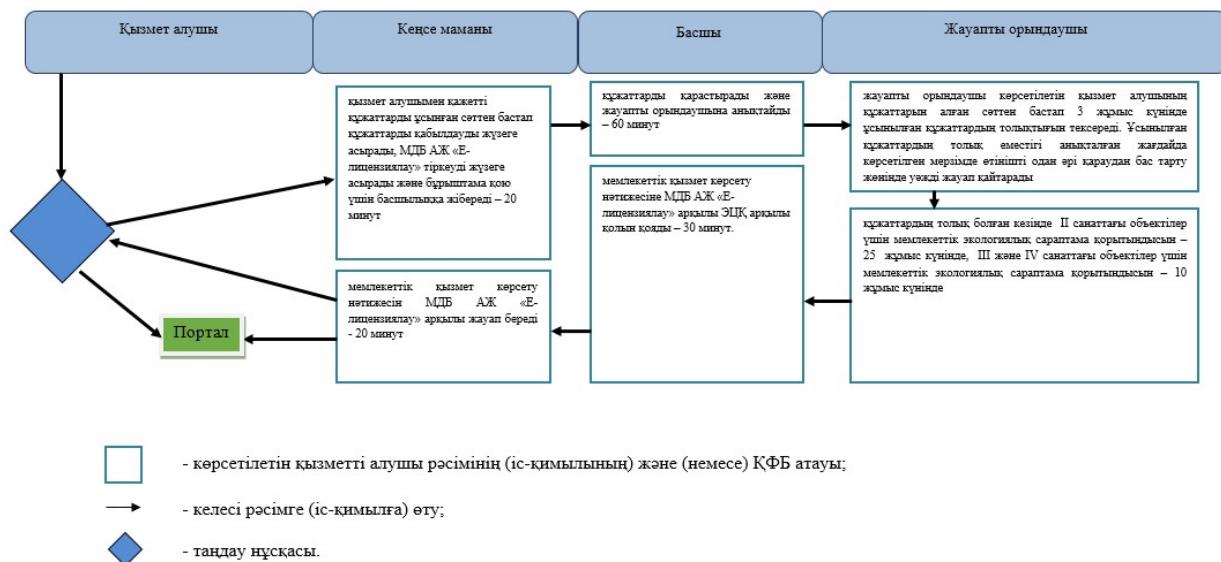 Қызмет алушы
Кеңсе маманы
Басшы
Жауапты орындаушы
қызмет алушымен қажетті
құжаттарды ұсынған сәттен бастап
құжаттарды қабылдауды жүзеге
асырады, МДБ АЖ «Е-
лицензиялау» тіркеуді жүзеге
асырады және бұрыштама қою
үшін басшылыққа жібереді – 20
минут
құжаттарды қарастырады және
жауапты орындаушына анықтайды
– 60 минут
жауапты орындаушы көрсетілетін қызмет алушының
құжаттарын алған сәттен бастап 3 жұмыс күнінде
ұсынылған құжаттардың толықтығын тексереді. Ұсынылған
құжаттардың толық еместігі анықталған жағдайда
көрсетілген мерзімде өтінішті одан әрі қараудан бас тарту
жөнінде уәжді жауап қайтарады
құжаттардың толық болған кезінде II санаттағы объектілер
үшін мемлекеттік экологиялық сараптама қорытындысын –
25 жұмыс күнінде, III және IV санаттағы объектілер үшін
мемлекеттік экологиялық сараптама қорытындысын – 10
жұмыс күнінде
мемлекеттік қызмет көрсету
нәтижесіне МДБ АЖ «Е-
лицензиялау» арқылы ЭЦҚ арқылы
қолын қояды – 30 минут.
мемлекеттік қызмет көрсету
нәтижесін МДБ АЖ «Е-
лицензиялау» арқылы жауап береді
- 20 минут
Портал
- көрсетілетін қызметті алушы рәсімінің (іс-қимылының) және (немесе) ҚФБ атауы;
- келесі рәсімге (іс-қимылға) өту;
- таңдау нұсқасы.